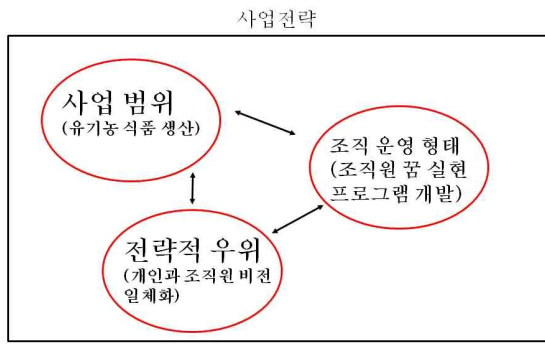 사업전략
사업 범위
(유기농 식품 생산)
조직 운영 형태
(조직원 꿈 실현
프로그램 개발)
전략적 우위
(개인과 조직원 비전
일체화)